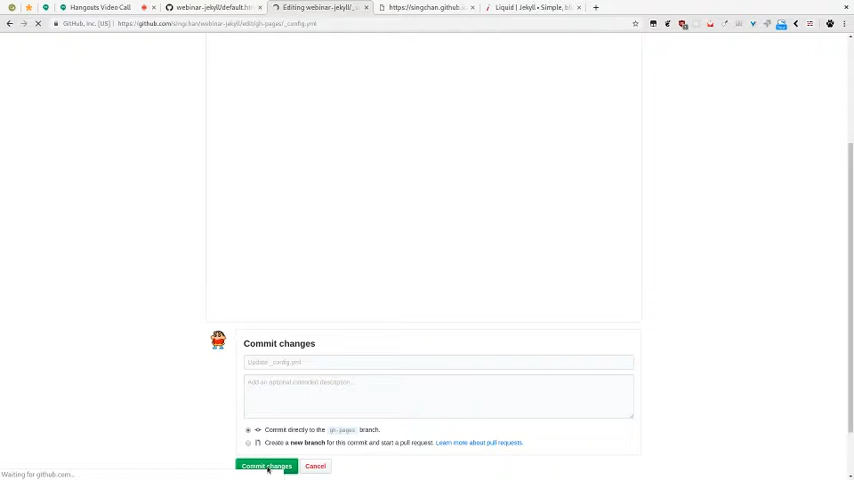 Hangouts Video Call
webinar-jekyll/default.ht
Editing webinar-jekyll/_
https://singchan.github.
Liquid | Jekyll • Simple, bl
GitHub, Inc. [US]
https://github.com/singchan/webinar-jekyll/edit/gh-pages/_config.yml
Commit changes
Update _config.yml
Add an optional extended description...
Commit directly to the gh-pages branch.
Create a new branch for this commit and start a pull request. Learn more about pull requests.
Commit changes
Cancel
Waiting for github.com...